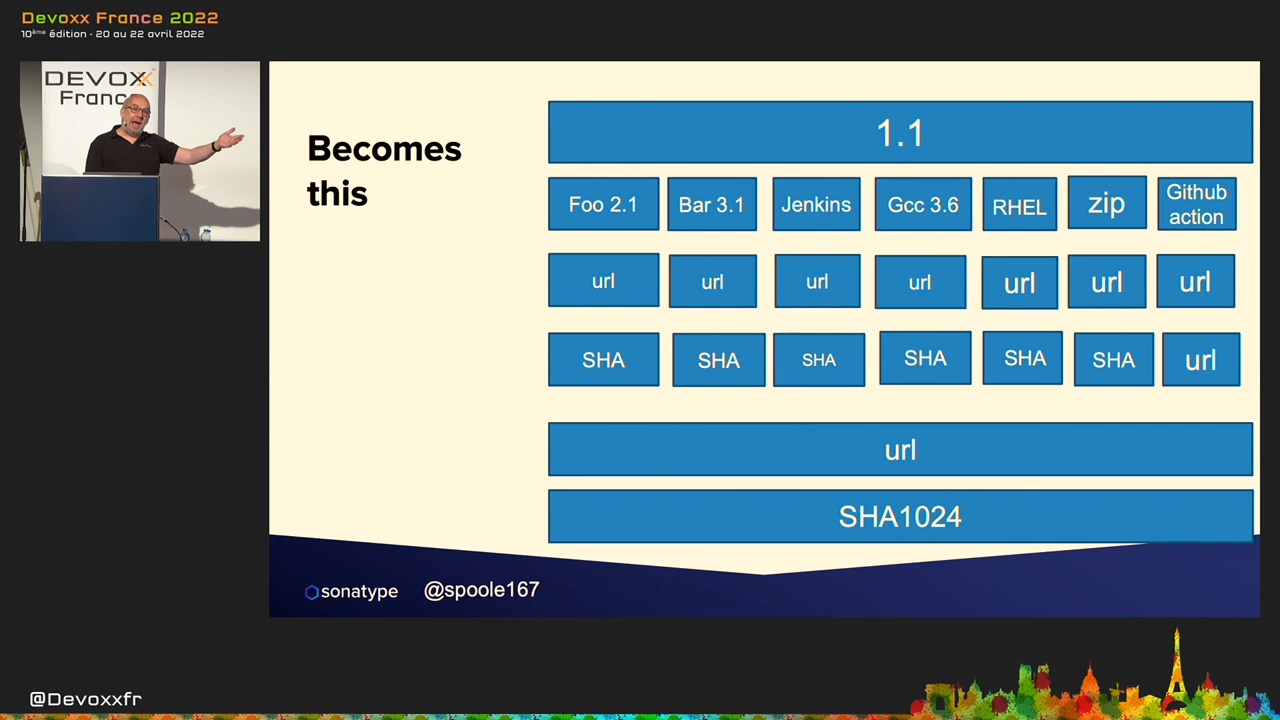 Devoxx France 2022
10ème édition - 20 au 22 avril 2022
DEVOXX
France
Becomes
this
1.1
Foo 2.1
Bar 3.1
Jenkins
Gcc 3.6
RHEL
zip
Github
action
url
url
url
url
url
url
url
SHA
SHA
SHA
SHA
SHA
SHA
url
url
SHA1024
sonatype
@spoole167
@Devoxxfr